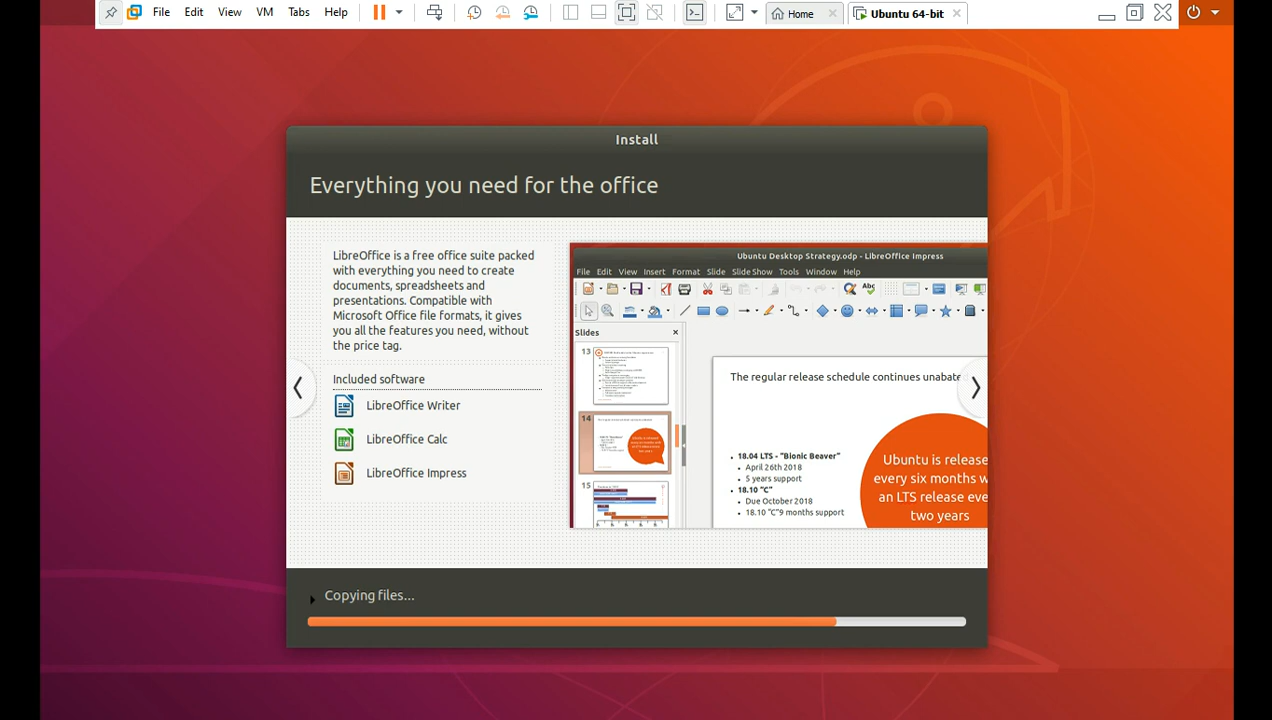 File Edit View VM Tabs Help Home Ubuntu 64-bit
Install
Everything you need for the office
LibreOffice is a free office suite packed
with everything you need to create
documents, spreadsheets and
presentations. Compatible with
Microsoft Office file formats, it gives
you all the features you need, without
the price tag.
Included software
LibreOffice Writer
LibreOffice Calc
LibreOffice Impress
Ubuntu Desktop Strategy.odp - LibreOffice Impress
File Edit View Insert Format Slide Slide Show Tools Window Help
Slides
13
14
15
The regular release schedule continues unabate
18.04 LTS - "Bionic Beaver"
April 26th 2018
5 years support
18.10 "C"
Due October 2018
18.10 "C"9 months support
Ubuntu is release
every six months w
an LTS release eve
two years
Copying files...